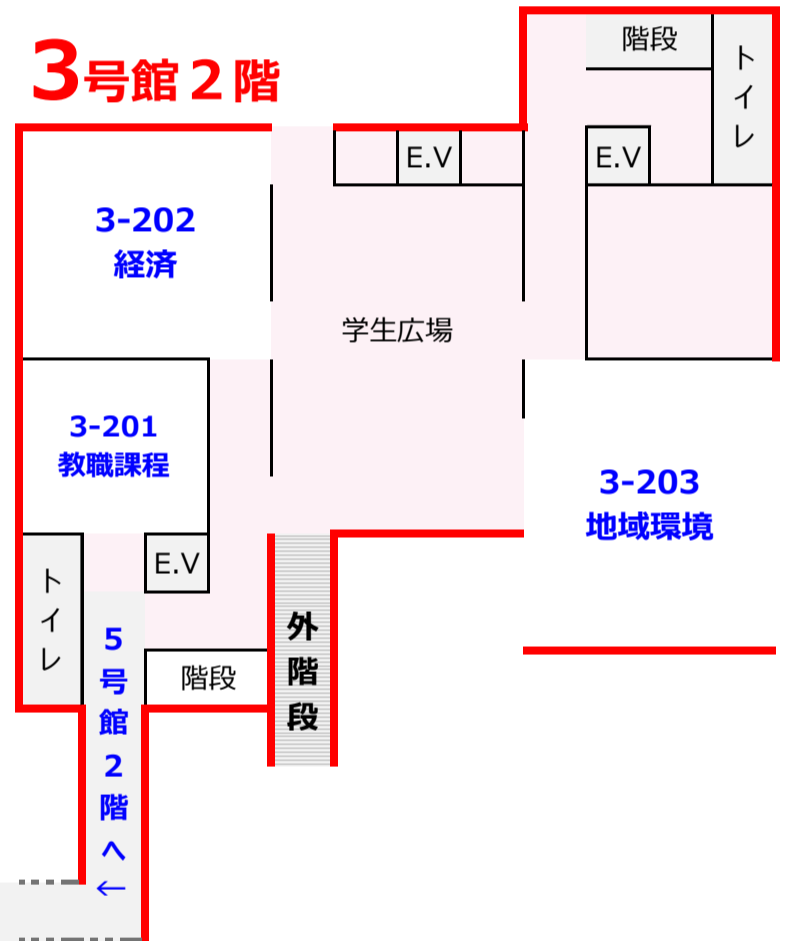 3号館２階
階段
トイレ
E.V
E.V
3-202
経済
学生広場
3-201
教職課程
3-203
地域環境
E.V
トイレ
5号館2階へ←
階段
外階段